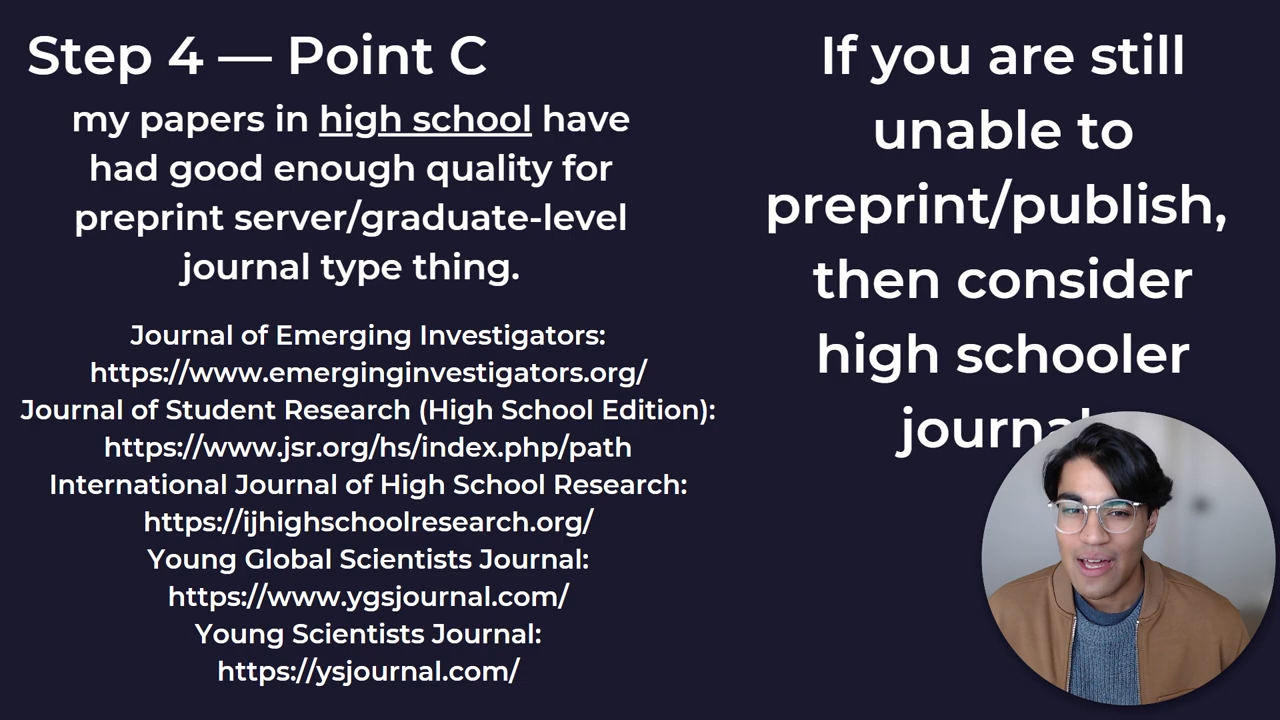 Step 4 — Point C
my papers in high school have
had good enough quality for
preprint server/graduate-level
journal type thing.
Journal of Emerging Investigators:
https://www.emerginginvestigators.org/
Journal of Student Research (High School Edition):
https://www.jsr.org/hs/index.php/path
International Journal of High School Research:
https://ijhighschoolresearch.org/
Young Global Scientists Journal:
https://www.ygsjournal.com/
Young Scientists Journal:
https://ysjournal.com/
If you are still
unable to
preprint/publish,
then consider
high schooler